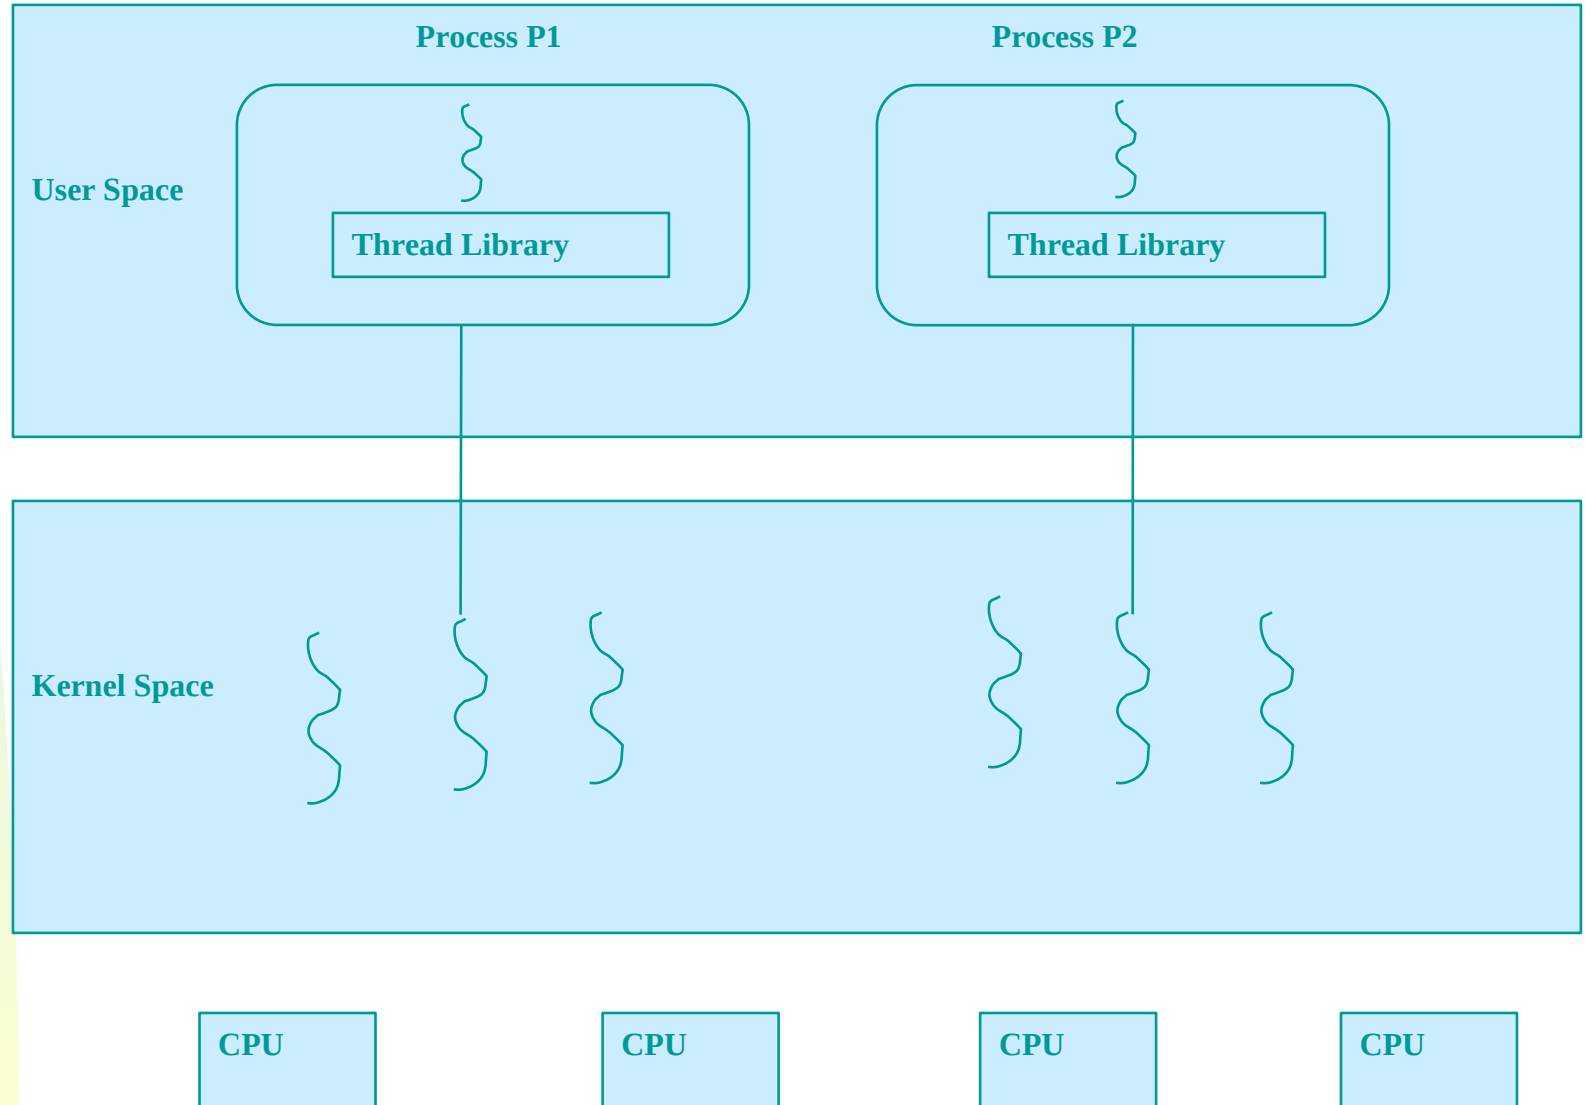 Process P1
Process P2
User Space
Thread Library
Thread Library
Kernel Space
CPU
CPU
CPU
CPU